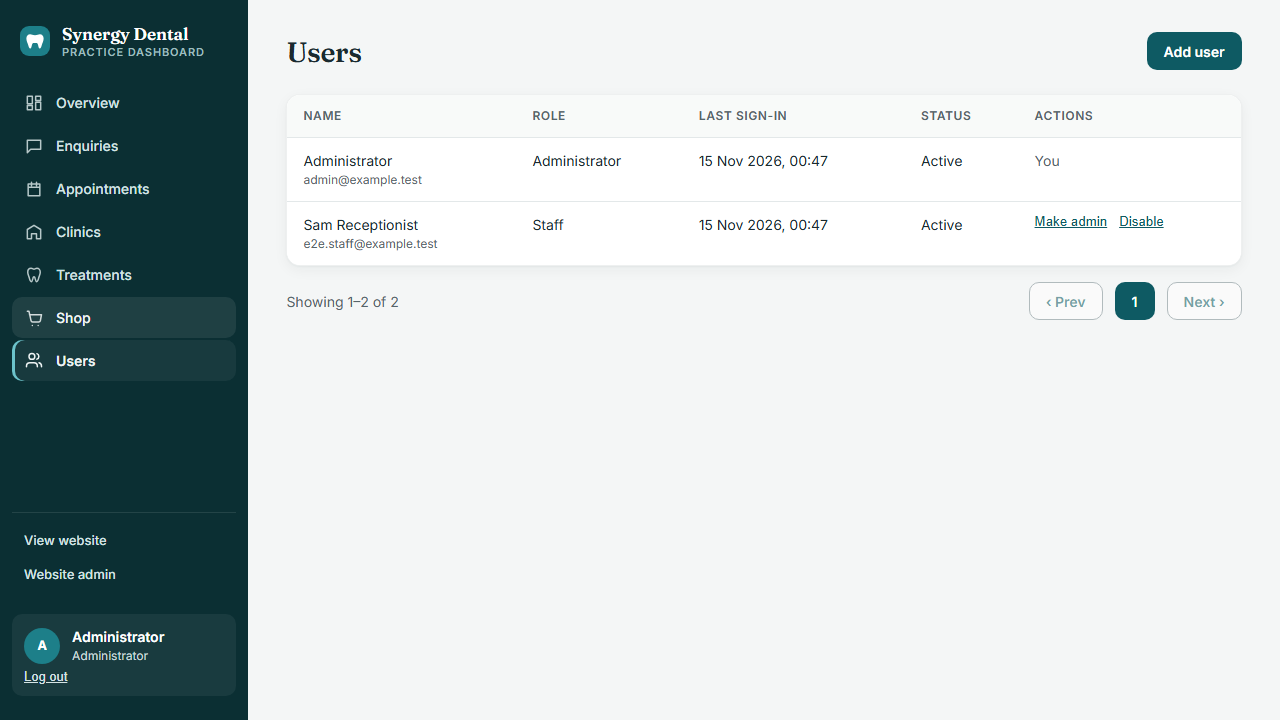 Synergy Dental
PRACTICE DASHBOARD
Overview
Enquiries
Appointments
Clinics
Treatments
Shop
Users
View website
Website admin
A
Administrator
Administrator
Log out
Users
Add user
NAME ROLE LAST SIGN-IN STATUS ACTIONS
Administrator Administrator 15 Nov 2026, 00:47 Active You
admin@example.test
Sam Receptionist Staff 15 Nov 2026, 00:47 Active Make admin Disable
e2e.staff@example.test
Showing 1–2 of 2
‹ Prev 1 Next ›